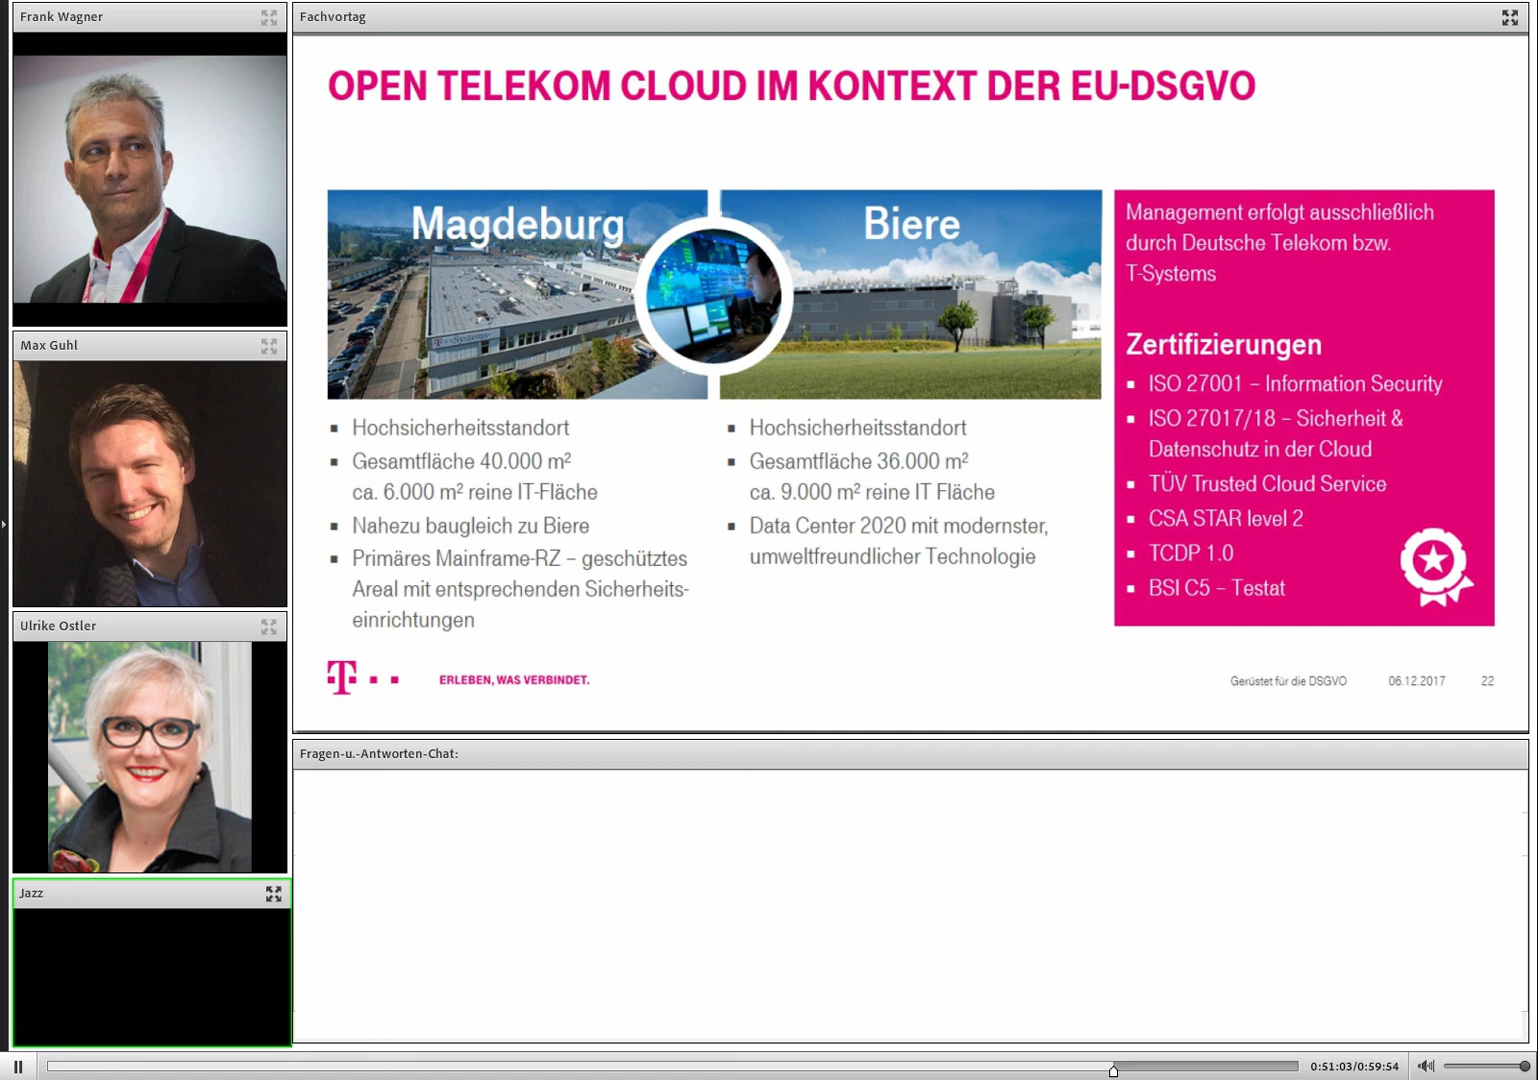 Frank Wagner
Fachvortag
OPEN TELEKOM CLOUD IM KONTEXT DER EU-DSGVO
Magdeburg
T··Systems
Biere
Hochsicherheitsstandort
Gesamtfläche 40.000 m²
ca. 6.000 m² reine IT-Fläche
Nahezu baugleich zu Biere
Primäres Mainframe-RZ – geschütztes
Areal mit entsprechenden Sicherheits-
einrichtungen
Hochsicherheitsstandort
Gesamtfläche 36.000 m²
ca. 9.000 m² reine IT Fläche
Data Center 2020 mit modernster,
umweltfreundlicher Technologie
Management erfolgt ausschließlich
durch Deutsche Telekom bzw.
T-Systems
Zertifizierungen
ISO 27001 – Information Security
ISO 27017/18 – Sicherheit &
Datenschutz in der Cloud
TÜV Trusted Cloud Service
CSA STAR level 2
TCDP 1.0
BSI C5 – Testat
T
ERLEBEN, WAS VERBINDET.
Gerüstet für die DSGVO
06.12.2017
22
Max Guhl
Ulrike Ostler
Jazz
Fragen-u.-Antworten-Chat:
0:51:03/0:59:54